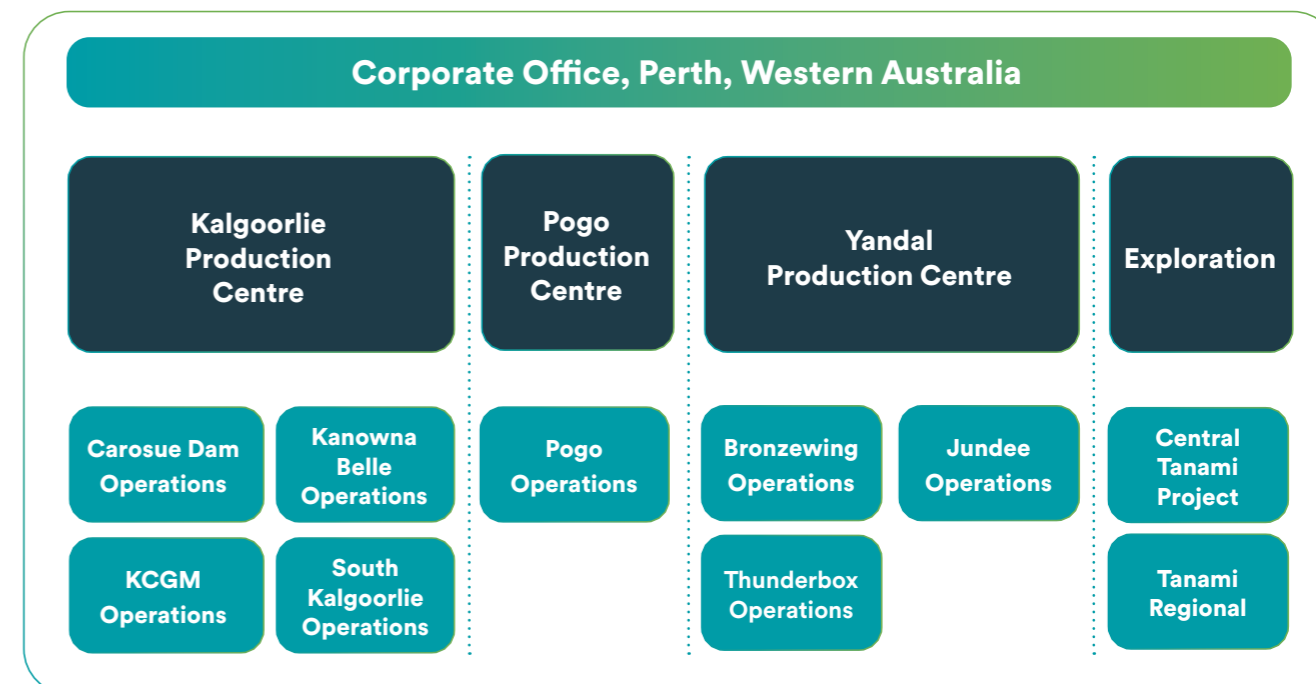 Corporate Office, Perth, Western Australia
Kalgoorlie
Production
Centre
Pogo
Production
Centre
Yandal
Production Centre
Exploration
Carosue Dam
Operations
Kanowna
Belle
Operations
KCGM
Operations
South
Kalgoorlie
Operations
Pogo
Operations
Bronzewing
Operations
Jundee
Operations
Thunderbox
Operations
Central
Tanami
Project
Tanami
Regional